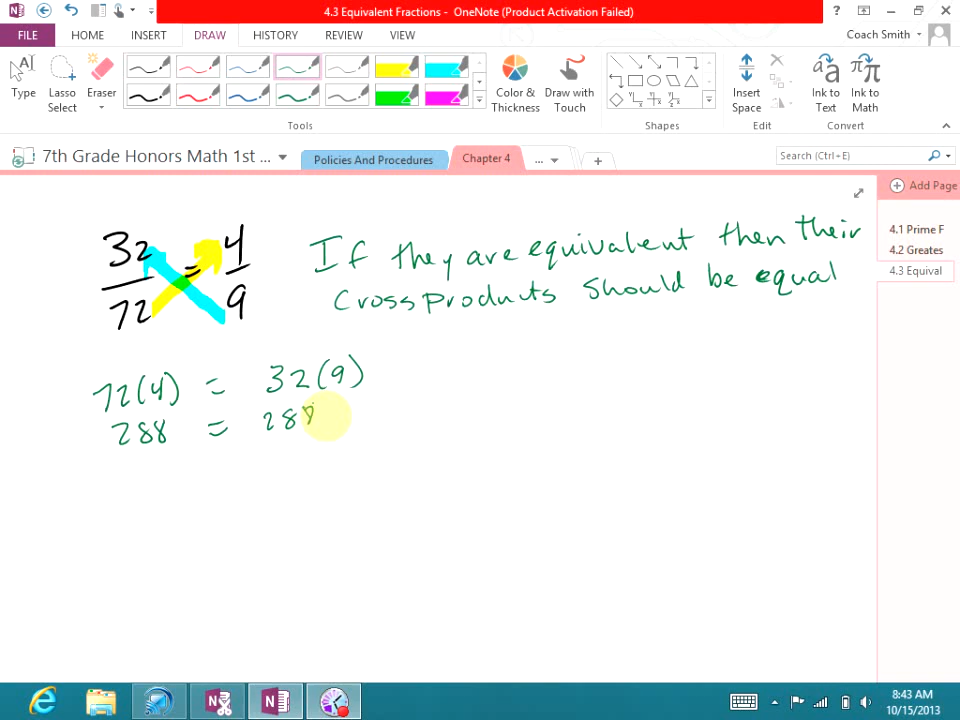 4.3 Equivalent Fractions - OneNote (Product Activation Failed)
?
FILE HOME INSERT DRAW HISTORY REVIEW VIEW
Coach Smith
Type
Lasso Select
Eraser
Color & Thickness
Draw with Touch
Insert Space
Ink to Text
Ink to Math
Tools
Shapes
Edit
Convert
7th Grade Honors Math 1st ...
Policies And Procedures
Chapter 4
...
+
Search (Ctrl+E)
Add Page
4.1 Prime F
4.2 Greates
4.3 Equival
32/72 = 4/9
If they are equivalent then their
Cross products should be equal
72(4) = 32(9)
288 = 288
8:43 AM
10/15/2013